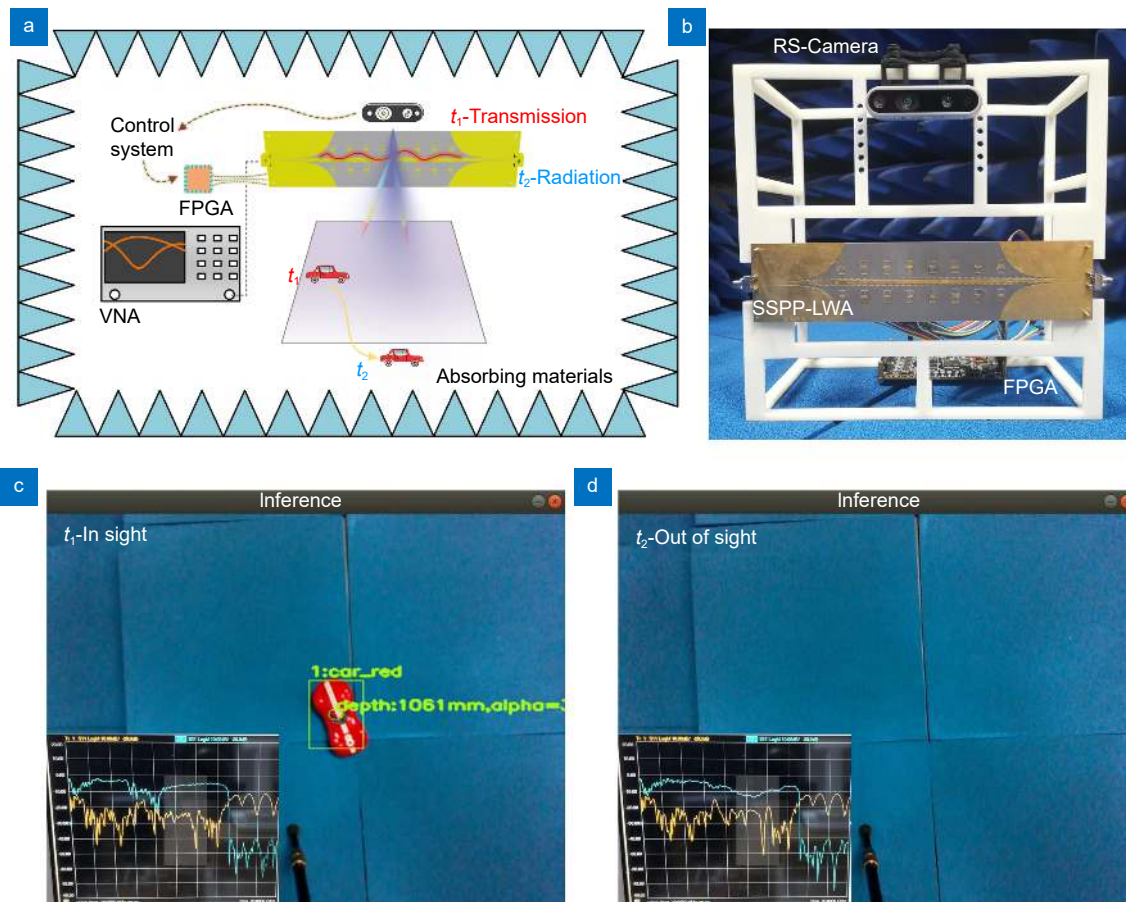 a
t₁-Transmission
Control
system
t₂-Radiation
FPGA
t₁
VNA
t₂
Absorbing materials
b
RS-Camera
SSPP-LWA
FPGA
c
Inference
t₁-In sight
1:car_red
depth:1061mm,alpha=
d
Inference
t₂-Out of sight